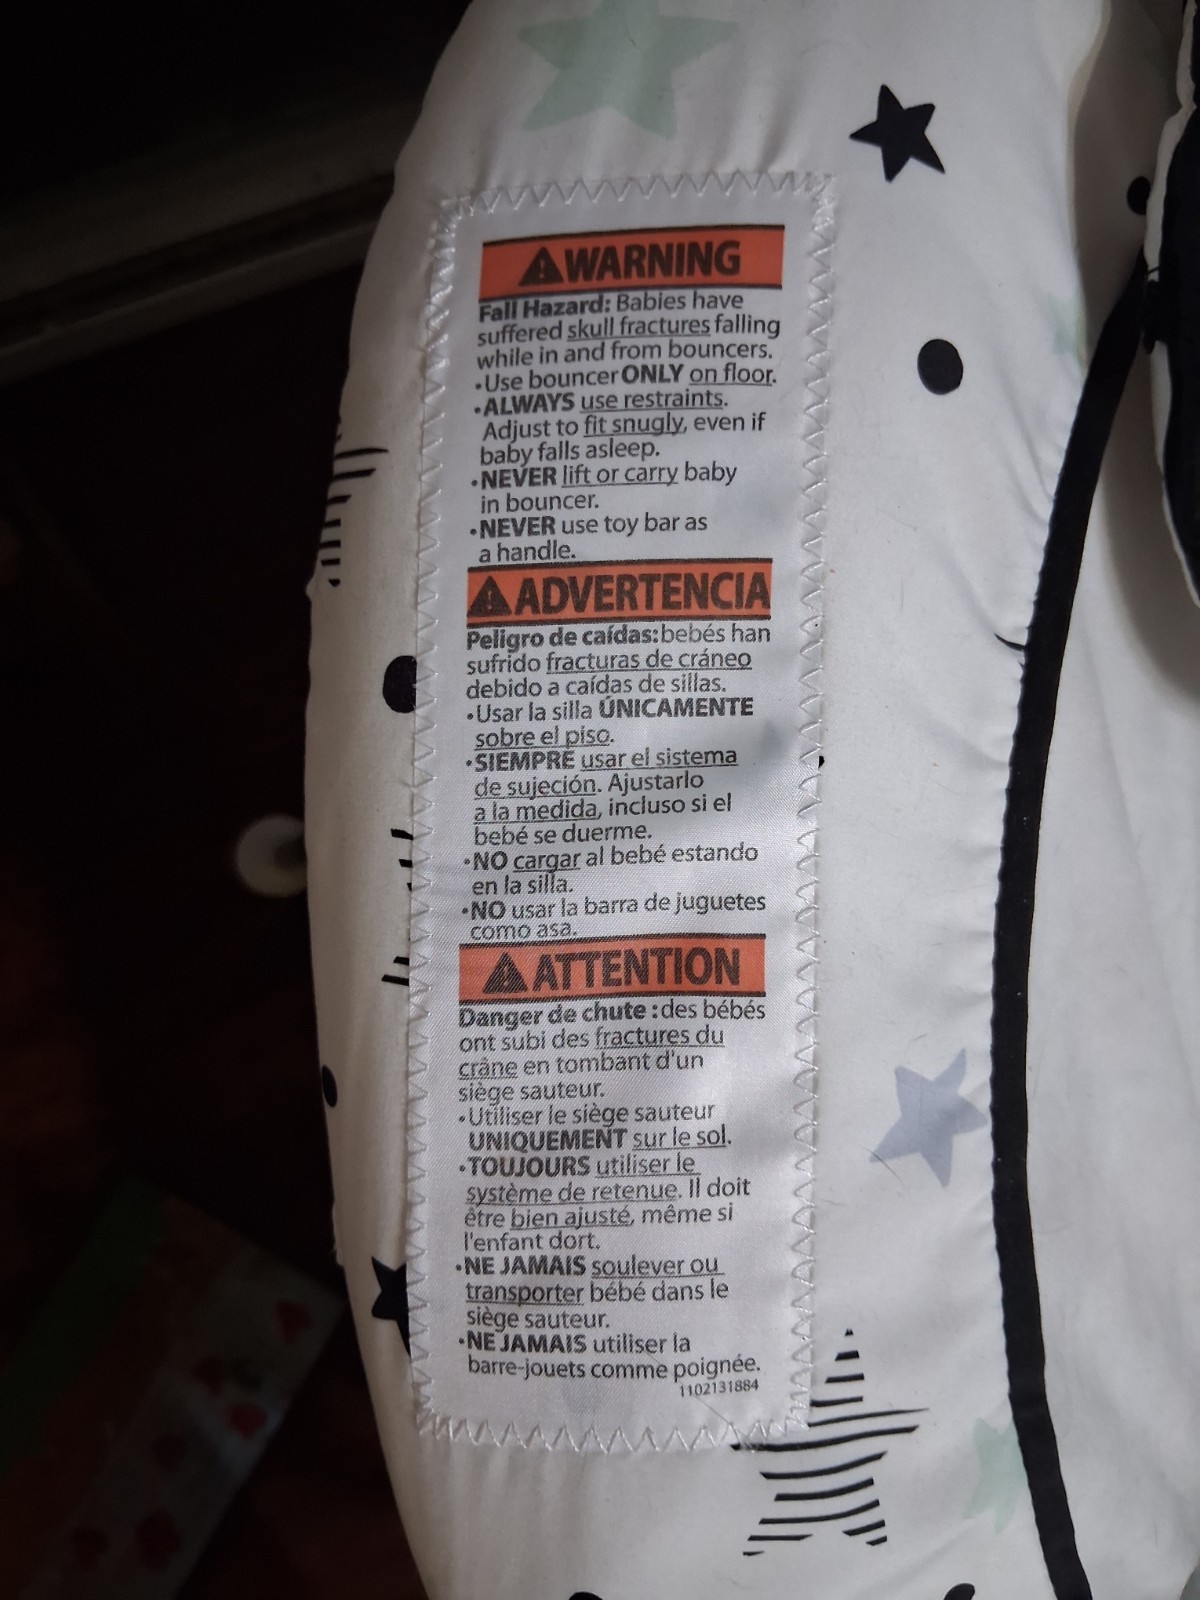 ⚠WARNING
Fall Hazard: Babies have
suffered skull fractures falling
while in and from bouncers.
•Use bouncer ONLY on floor.
•ALWAYS use restraints.
Adjust to fit snugly, even if
baby falls asleep.
•NEVER lift or carry baby
in bouncer.
•NEVER use toy bar as
a handle.
⚠ADVERTENCIA
Peligro de caídas: bebés han
sufrido fracturas de cráneo
debido a caídas de sillas.
•Usar la silla ÚNICAMENTE
sobre el piso.
•SIEMPRE usar el sistema
de sujeción. Ajustarlo
a la medida, incluso si el
bebé se duerme.
•NO cargar al bebé estando
en la silla.
•NO usar la barra de juguetes
como asa.
⚠ATTENTION
Danger de chute : des bébés
ont subi des fractures du
crâne en tombant d'un
siège sauteur.
•Utiliser le siège sauteur
UNIQUEMENT sur le sol.
•TOUJOURS utiliser le
système de retenue. Il doit
être bien ajusté, même si
l'enfant dort.
•NE JAMAIS soulever ou
transporter bébé dans le
siège sauteur.
•NE JAMAIS utiliser la
barre-jouets comme poignée.
1102131884